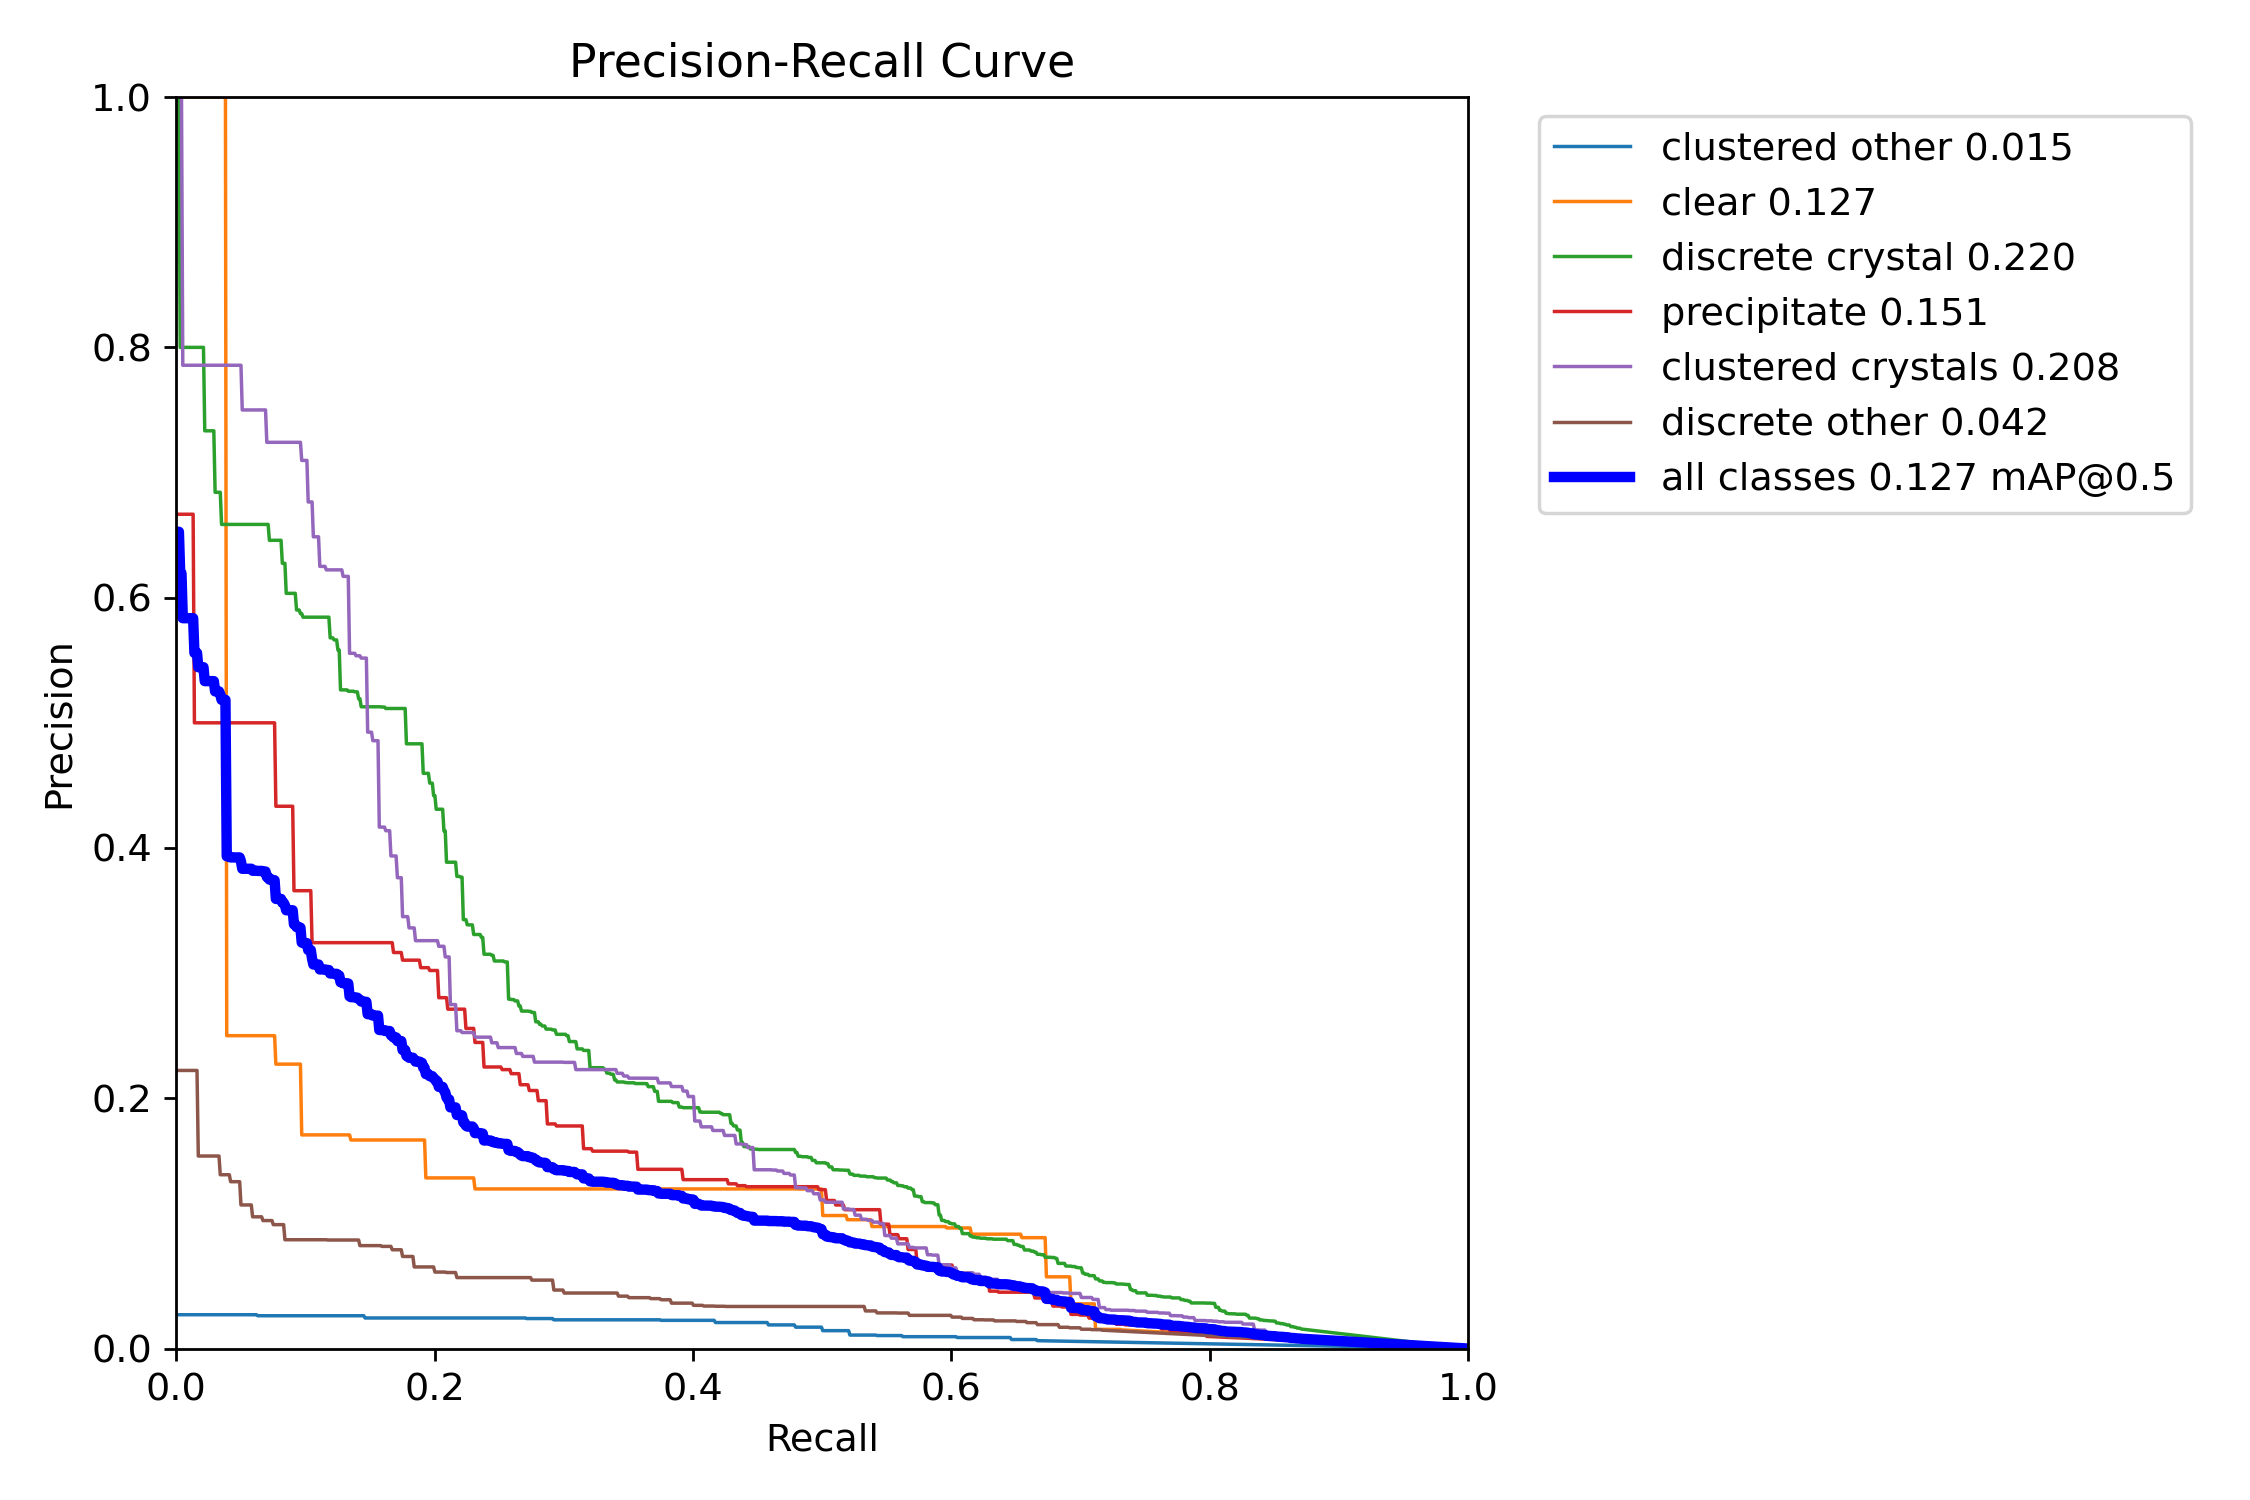 Precision-Recall Curve
1.0
0.8
0.6
0.4
0.2
0.0
Precision
0.0 0.2 0.4 0.6 0.8 1.0
Recall
clustered other 0.015
clear 0.127
discrete crystal 0.220
precipitate 0.151
clustered crystals 0.208
discrete other 0.042
all classes 0.127 mAP@0.5